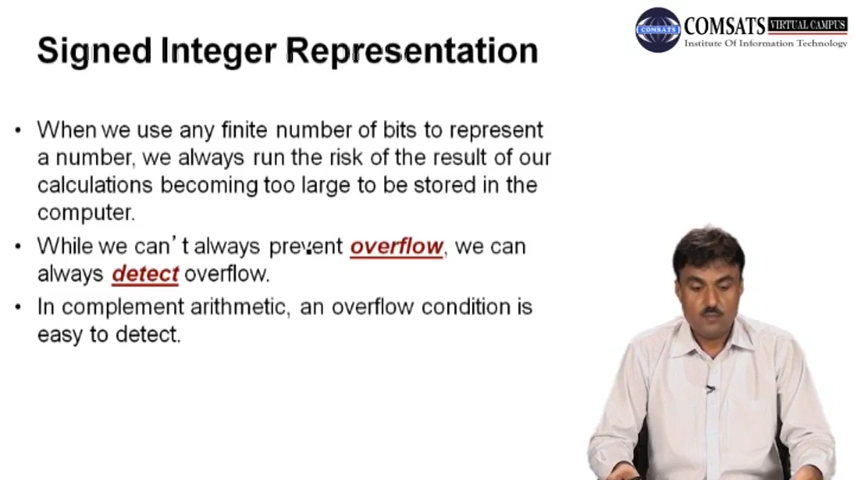 COMSATS VIRTUAL CAMPUS
COMSATS
Institute Of Information Technology
Signed Integer Representation
• When we use any finite number of bits to represent
a number, we always run the risk of the result of our
calculations becoming too large to be stored in the
computer.
• While we can't always prevent overflow, we can
always detect overflow.
• In complement arithmetic, an overflow condition is
easy to detect.